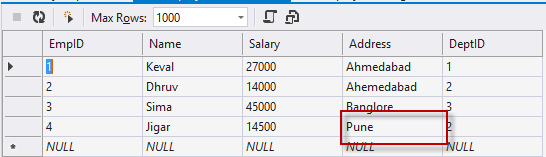 Max Rows: 1000
EmpID Name Salary Address DeptID
1 Keval 27000 Ahmedabad 1
2 Dhruv 14000 Ahemedabad 2
3 Sima 45000 Banglore 3
4 Jigar 14500 Pune 2
NULL NULL NULL NULL NULL